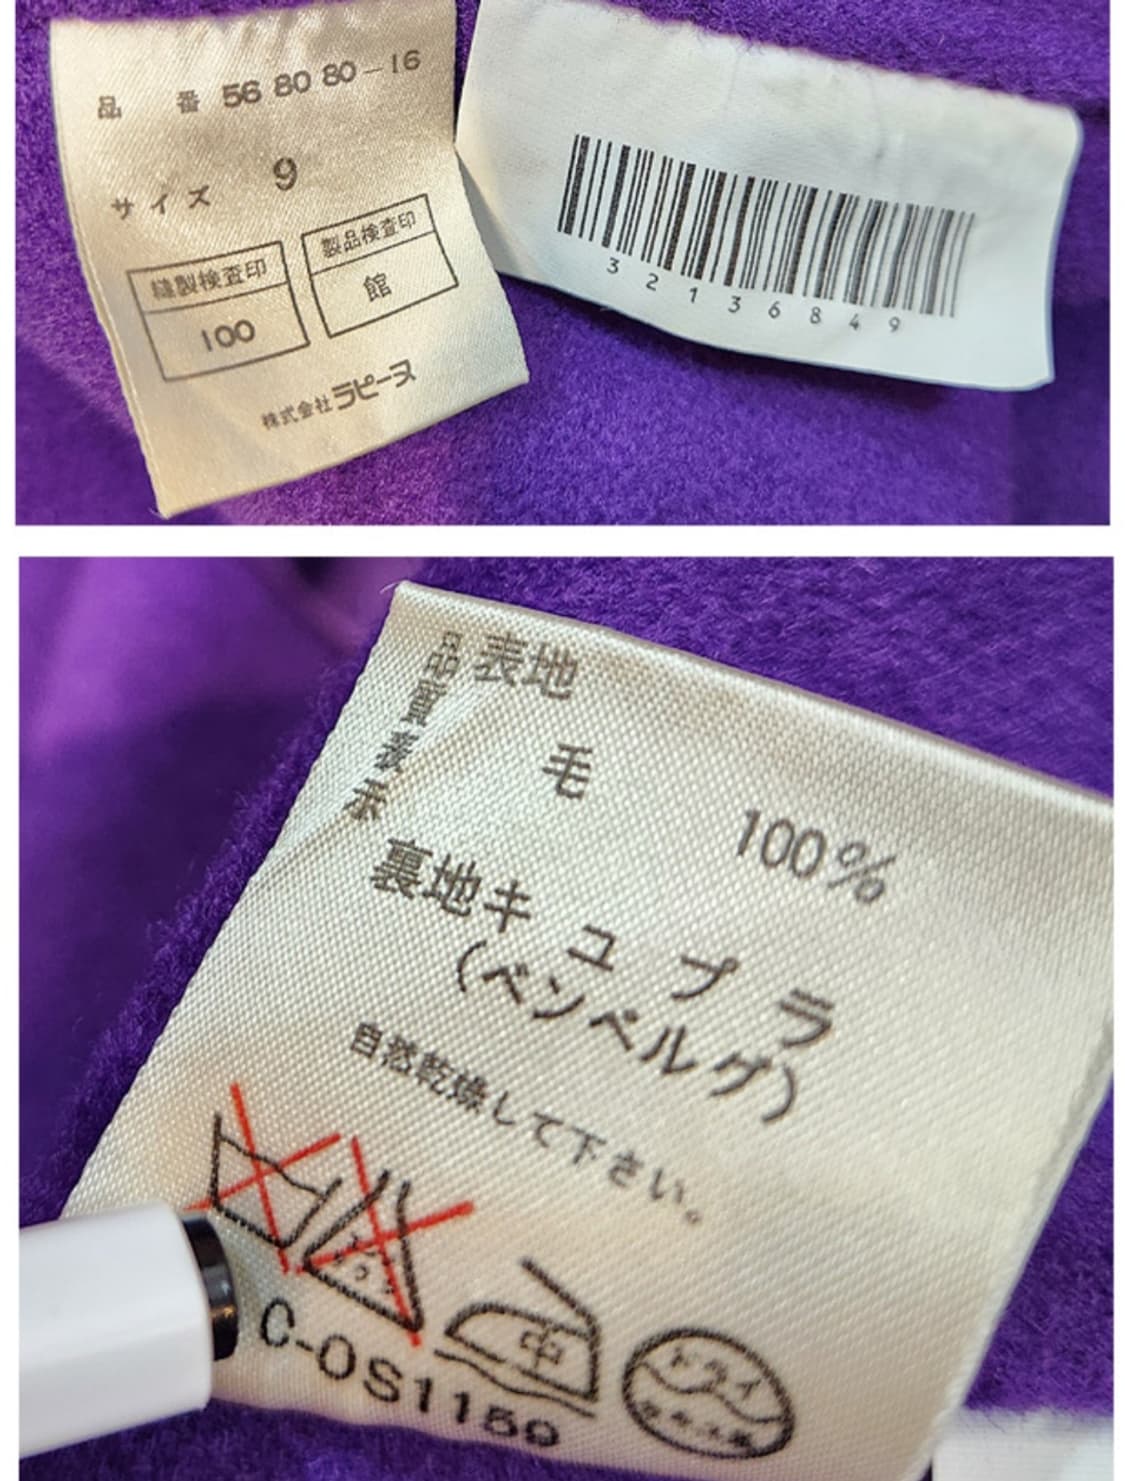 品 番 56 80 80-16
サイズ 9
縫製検査印
100
製品検査印
館
株式会社ラピーヌ
3 2 1 3 6 8 4 9
品質表示
表地
毛 100%
裏地キュプラ
(ベンベルグ)
自然乾燥して下さい。
中
ドライ
C-0S1159